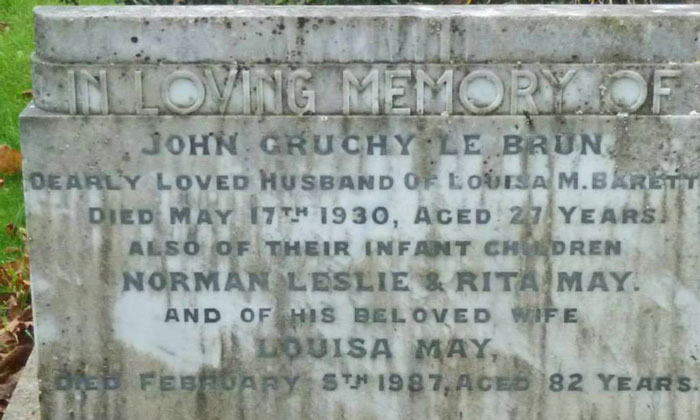 IN LOVING MEMORY OF
JOHN GRUCHY LE BRUN,
DEARLY LOVED HUSBAND OF LOUISA M. BARETT
DIED MAY 17TH 1930, AGED 27 YEARS.
ALSO OF THEIR INFANT CHILDREN
NORMAN LESLIE & RITA MAY.
AND OF HIS BELOVED WIFE
LOUISA MAY,
DIED FEBRUARY 5TH 1987, AGED 82 YEARS.